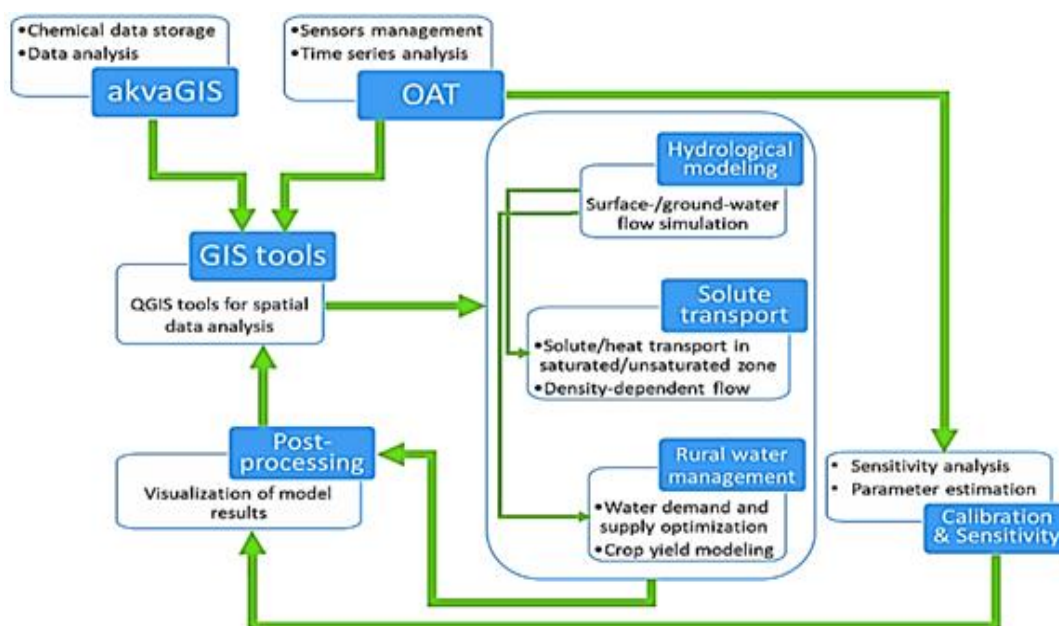 •Chemical data storage
•Data analysis
akvaGIS
•Sensors management
•Time series analysis
OAT
Hydrological
modeling
Surface-/ground-water
flow simulation
GIS tools
QGIS tools for spatial
data analysis
Solute
transport
•Solute/heat transport in
saturated/unsaturated zone
•Density-dependent flow
Post-
processing
Visualization of model
results
Rural water
management
•Water demand and
supply optimization
•Crop yield modeling
• Sensitivity analysis
• Parameter estimation
Calibration
& Sensitivity